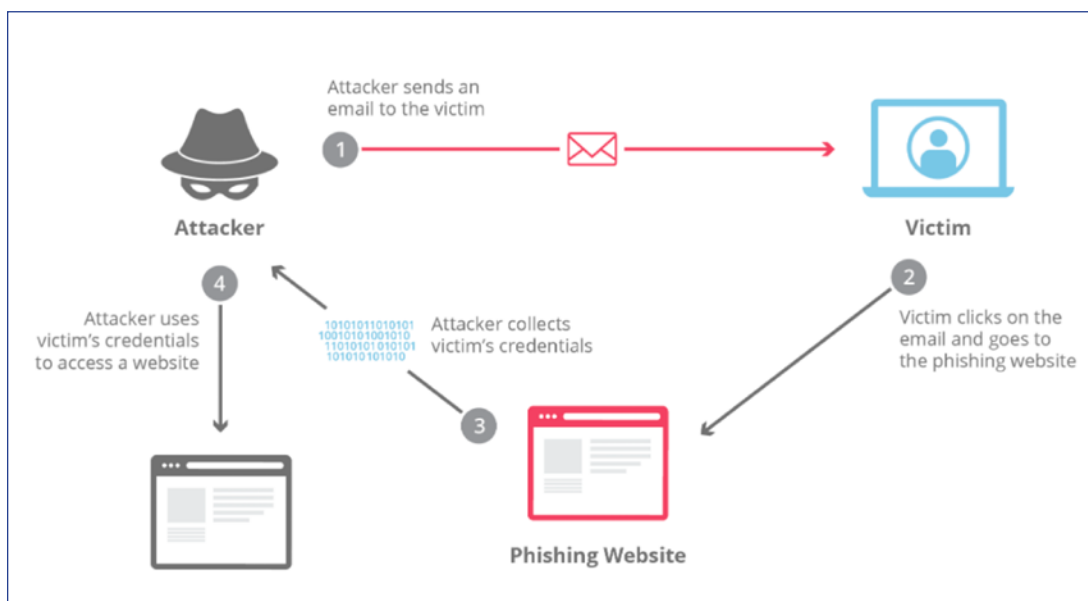 Attacker sends an
email to the victim
1
Attacker
Victim
4
2
Attacker uses
victim's credentials
to access a website
10101011010101
10010101001010
11010101010101
101010101010
Attacker collects
victim's credentials
Victim clicks on the
email and goes to
the phishing website
3
Phishing Website